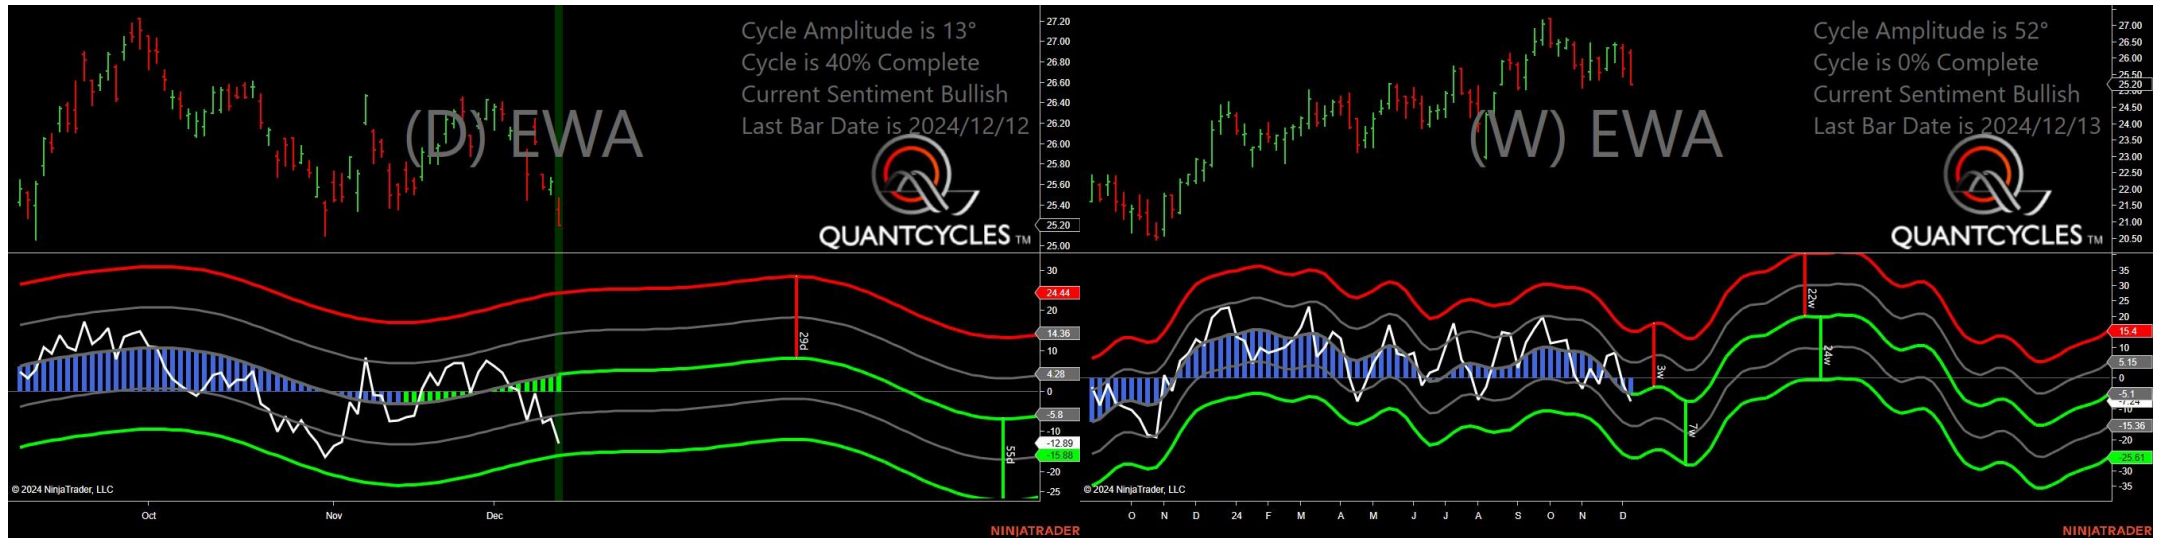 Cycle Amplitude is 13°
Cycle is 40% Complete
Current Sentiment Bullish
Last Bar Date is 2024/12/12
(D) EWA
QUANTCYCLES TM
27.20
27.00
26.80
26.60
26.40
26.20
26.00
25.80
25.60
25.40
25.20
25.00
30
24.44
20
14.36
10
4.28
0
-5.8
-10
-12.89
-15.88
-20
-25
29d
55d
© 2024 NinjaTrader, LLC
Oct
Nov
Dec
NINJATRADER
Cycle Amplitude is 52°
Cycle is 0% Complete
Current Sentiment Bullish
Last Bar Date is 2024/12/13
(W) EWA
QUANTCYCLES TM
27.00
26.50
26.00
25.50
25.20
24.50
24.00
23.50
23.00
22.50
22.00
21.50
21.00
20.50
35
30
25
20
15.4
10
5.15
0
-5.1
-7.24
-10
-15.36
-20
-25.61
-30
-35
3w
7w
22w
24w
© 2024 NinjaTrader, LLC
O N D 24 F M A M J J A S O N D
NINJATRADER